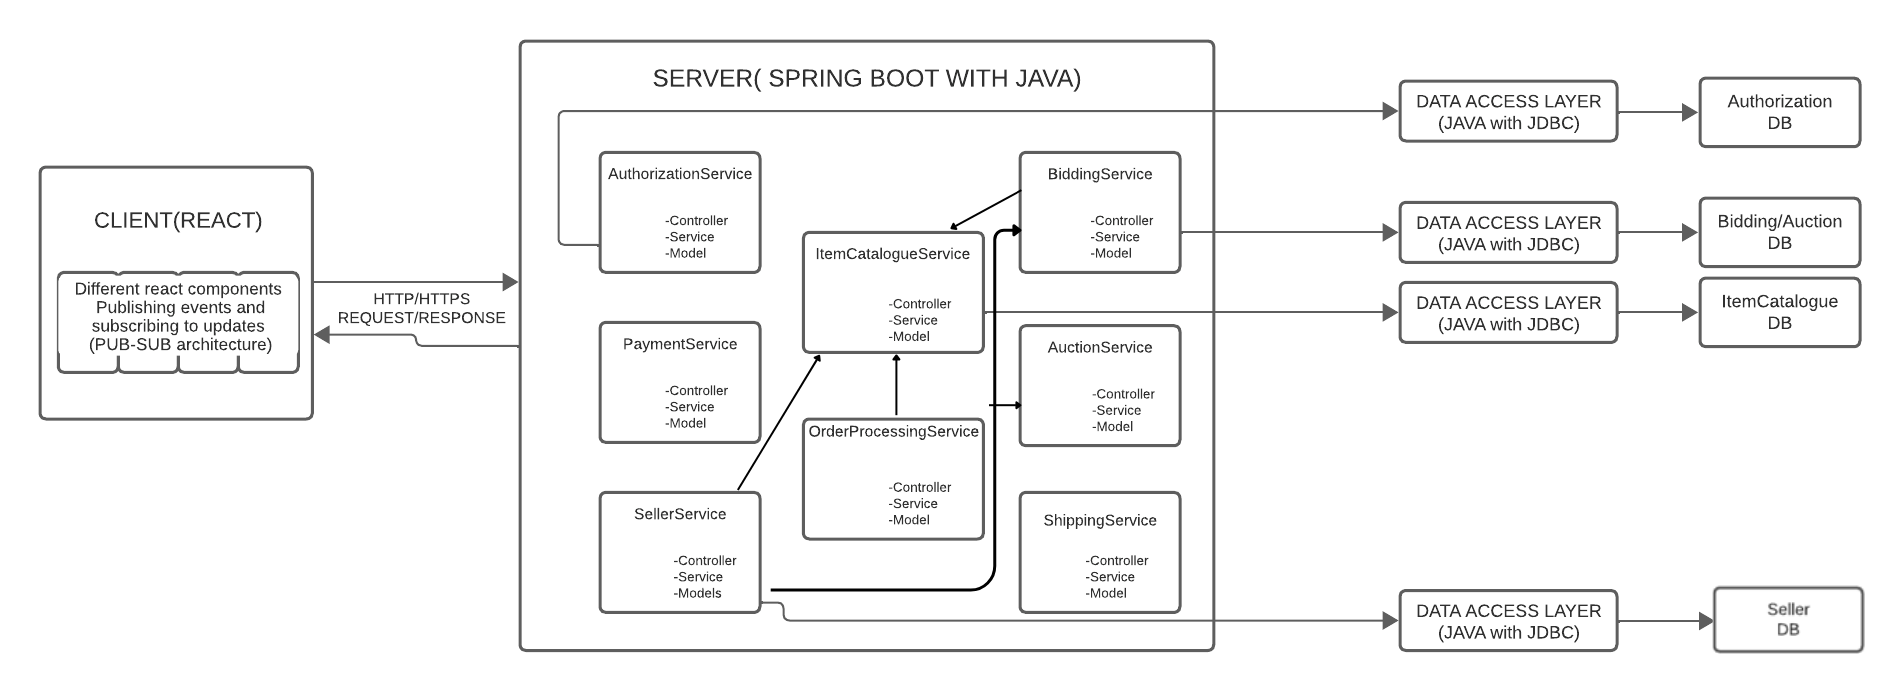 SERVER( SPRING BOOT WITH JAVA)
CLIENT(REACT)
Different react components
Publishing events and
subscribing to updates
(PUB-SUB architecture)
HTTP/HTTPS
REQUEST/RESPONSE
AuthorizationService
-Controller
-Service
-Model
PaymentService
-Controller
-Service
-Model
SellerService
-Controller
-Service
-Models
ItemCatalogueService
-Controller
-Service
-Model
OrderProcessingService
-Controller
-Service
-Model
BiddingService
-Controller
-Service
-Model
AuctionService
-Controller
-Service
-Model
ShippingService
-Controller
-Service
-Model
DATA ACCESS LAYER
(JAVA with JDBC)
Authorization
DB
DATA ACCESS LAYER
(JAVA with JDBC)
Bidding/Auction
DB
DATA ACCESS LAYER
(JAVA with JDBC)
ItemCatalogue
DB
DATA ACCESS LAYER
(JAVA with JDBC)
Seller
DB